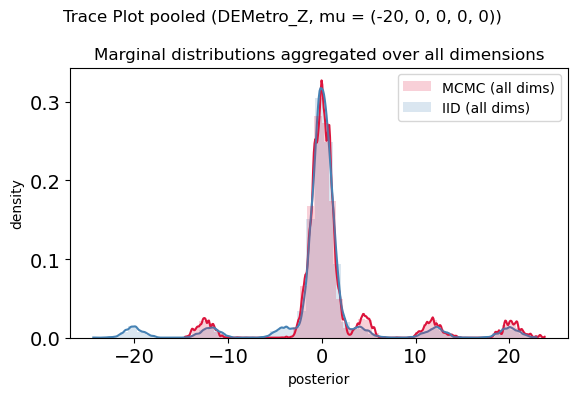 Trace Plot pooled (DEMetro_Z, mu = (-20, 0, 0, 0, 0))
Marginal distributions aggregated over all dimensions
MCMC (all dims)
IID (all dims)
density
0.3
0.2
0.1
0.0
−20
−10
0
10
20
posterior